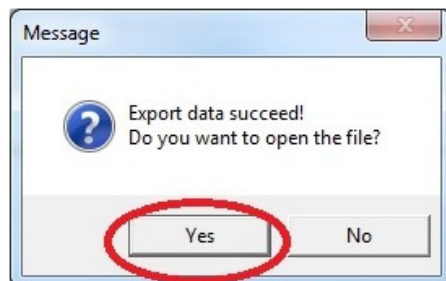 Message
Export data succeed!
Do you want to open the file?
Yes
No